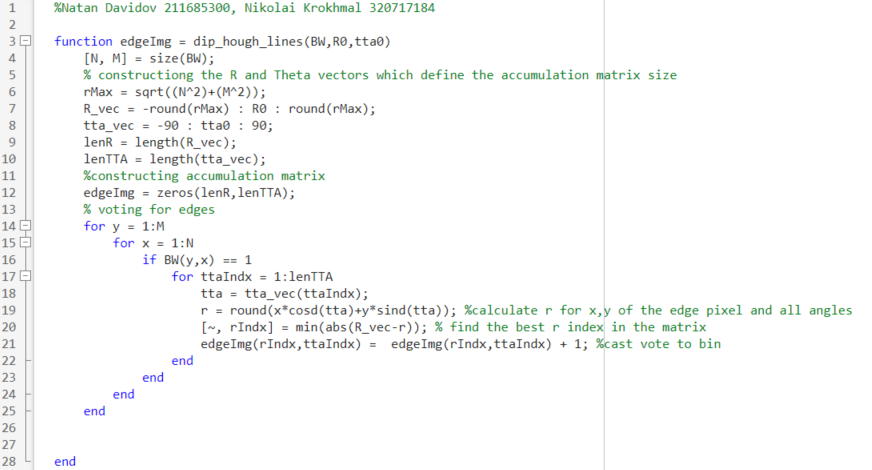 1 %Natan Davidov 211685300, Nikolai Krokhmal 320717184
2
3 function edgeImg = dip_hough_lines(BW,R0,tta0)
4 [N, M] = size(BW);
5 % constructiong the R and Theta vectors which define the accumulation matrix size
6 rMax = sqrt((N^2)+(M^2));
7 R_vec = -round(rMax) : R0 : round(rMax);
8 tta_vec = -90 : tta0 : 90;
9 lenR = length(R_vec);
10 lenTTA = length(tta_vec);
11 %constructing accumulation matrix
12 edgeImg = zeros(lenR,lenTTA);
13 % voting for edges
14 for y = 1:M
15 for x = 1:N
16 if BW(y,x) == 1
17 for ttaIndx = 1:lenTTA
18 tta = tta_vec(ttaIndx);
19 r = round(x*cosd(tta)+y*sind(tta)); %calculate r for x,y of the edge pixel and all angles
20 [~, rIndx] = min(abs(R_vec-r)); % find the best r index in the matrix
21 edgeImg(rIndx,ttaIndx) =  edgeImg(rIndx,ttaIndx) + 1; %cast vote to bin
22 end
23 end
24 end
25 end
26
27
28 end